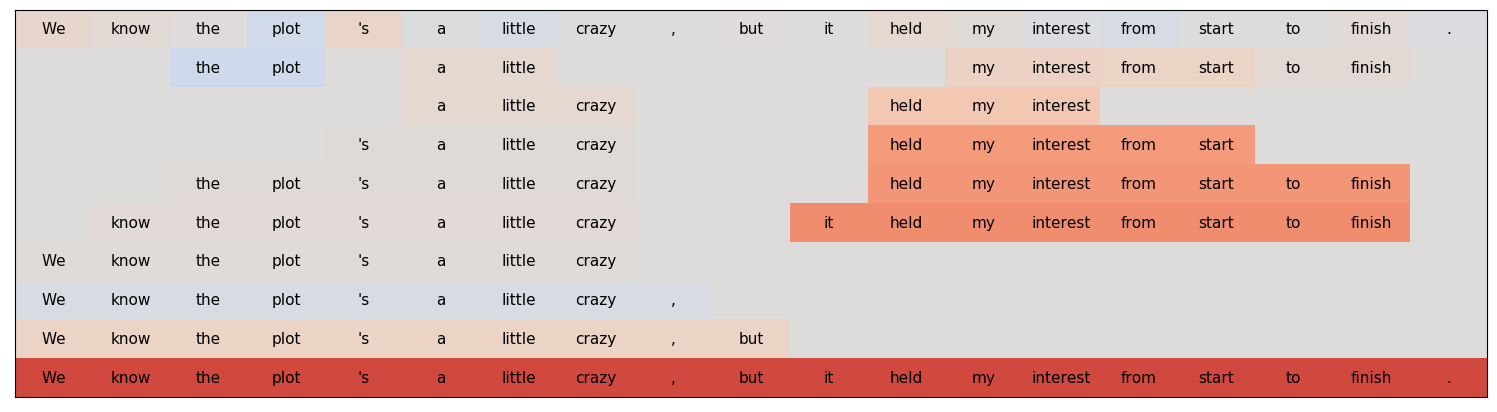 We know the plot 's a little crazy , but it held my interest from start to finish .
the plot a little my interest from start to finish
a little crazy held my interest
's a little crazy held my interest from start
the plot 's a little crazy held my interest from start to finish
know the plot 's a little crazy it held my interest from start to finish
We know the plot 's a little crazy
We know the plot 's a little crazy ,
We know the plot 's a little crazy , but
We know the plot 's a little crazy , but it held my interest from start to finish .